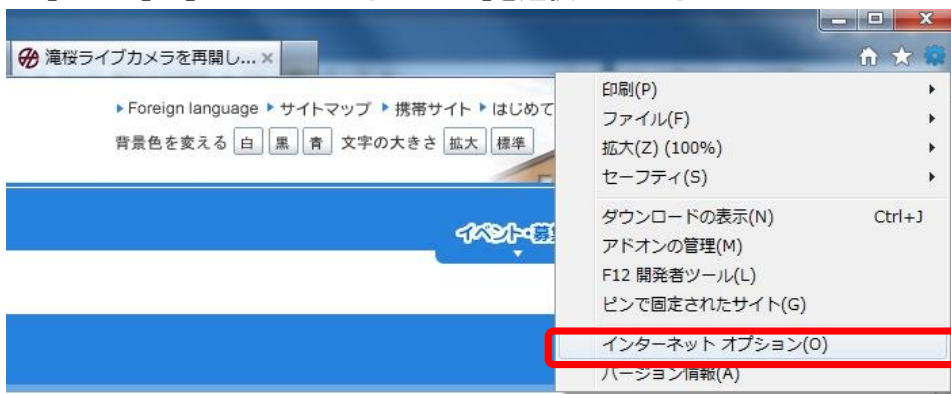 滝桜ライブカメラを再開し...
Foreign language サイトマップ 携帯サイト はじめて
背景色を変える 白 黒 青 文字の大きさ 拡大 標準
イベント・募
印刷(P)
ファイル(F)
拡大(Z) (100%)
セーフティ(S)
ダウンロードの表示(N) Ctrl+J
アドオンの管理(M)
F12 開発者ツール(L)
ピンで固定されたサイト(G)
インターネット オプション(O)
バージョン情報(A)